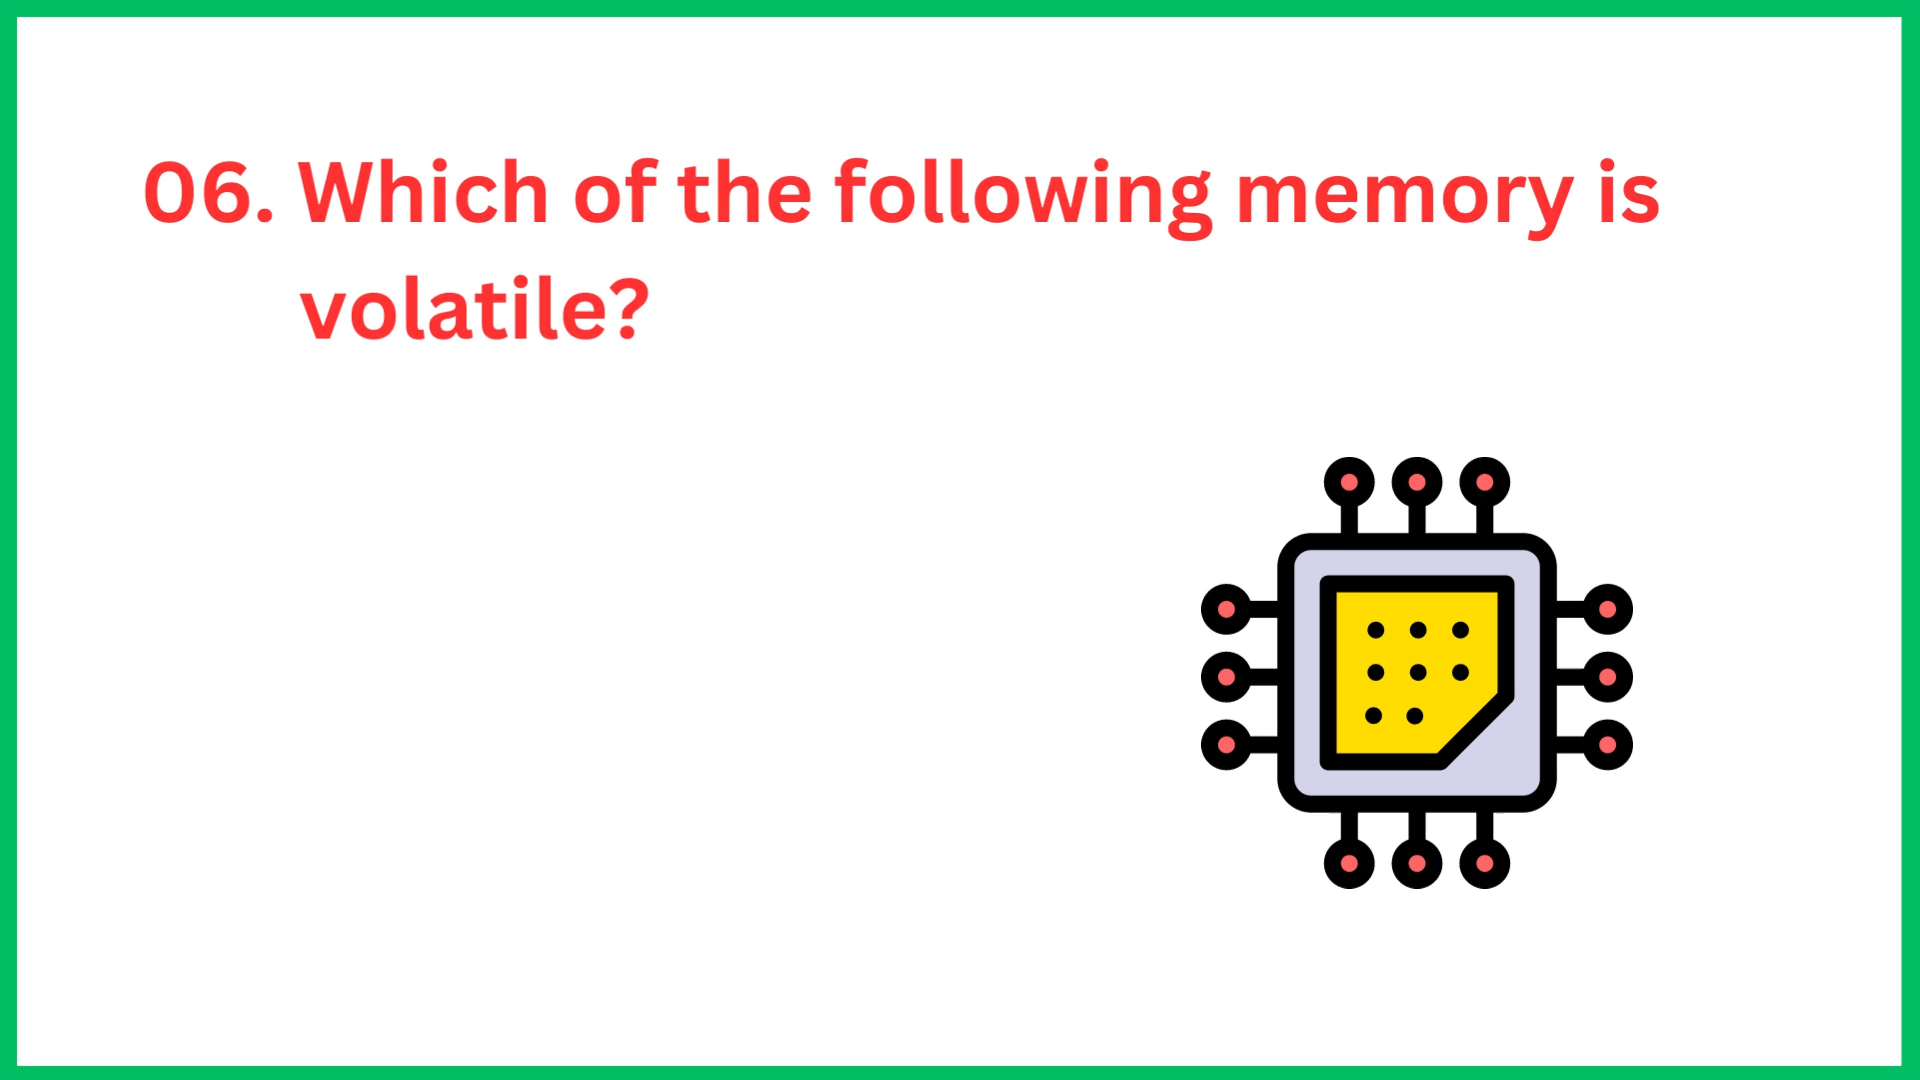 06. Which of the following memory is
volatile?